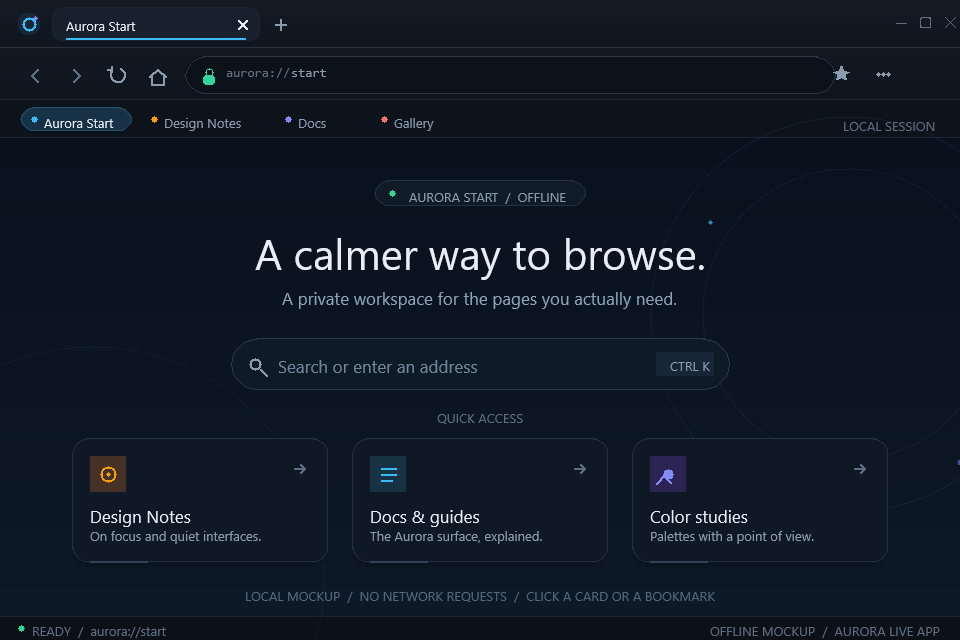 Aurora Start
aurora://start
Aurora Start
Design Notes
Docs
Gallery
LOCAL SESSION
AURORA START / OFFLINE
A calmer way to browse.
A private workspace for the pages you actually need.
Search or enter an address
CTRL K
QUICK ACCESS
Design Notes
On focus and quiet interfaces.
Docs & guides
The Aurora surface, explained.
Color studies
Palettes with a point of view.
LOCAL MOCKUP / NO NETWORK REQUESTS / CLICK A CARD OR A BOOKMARK
READY / aurora://start
OFFLINE MOCKUP / AURORA LIVE APP